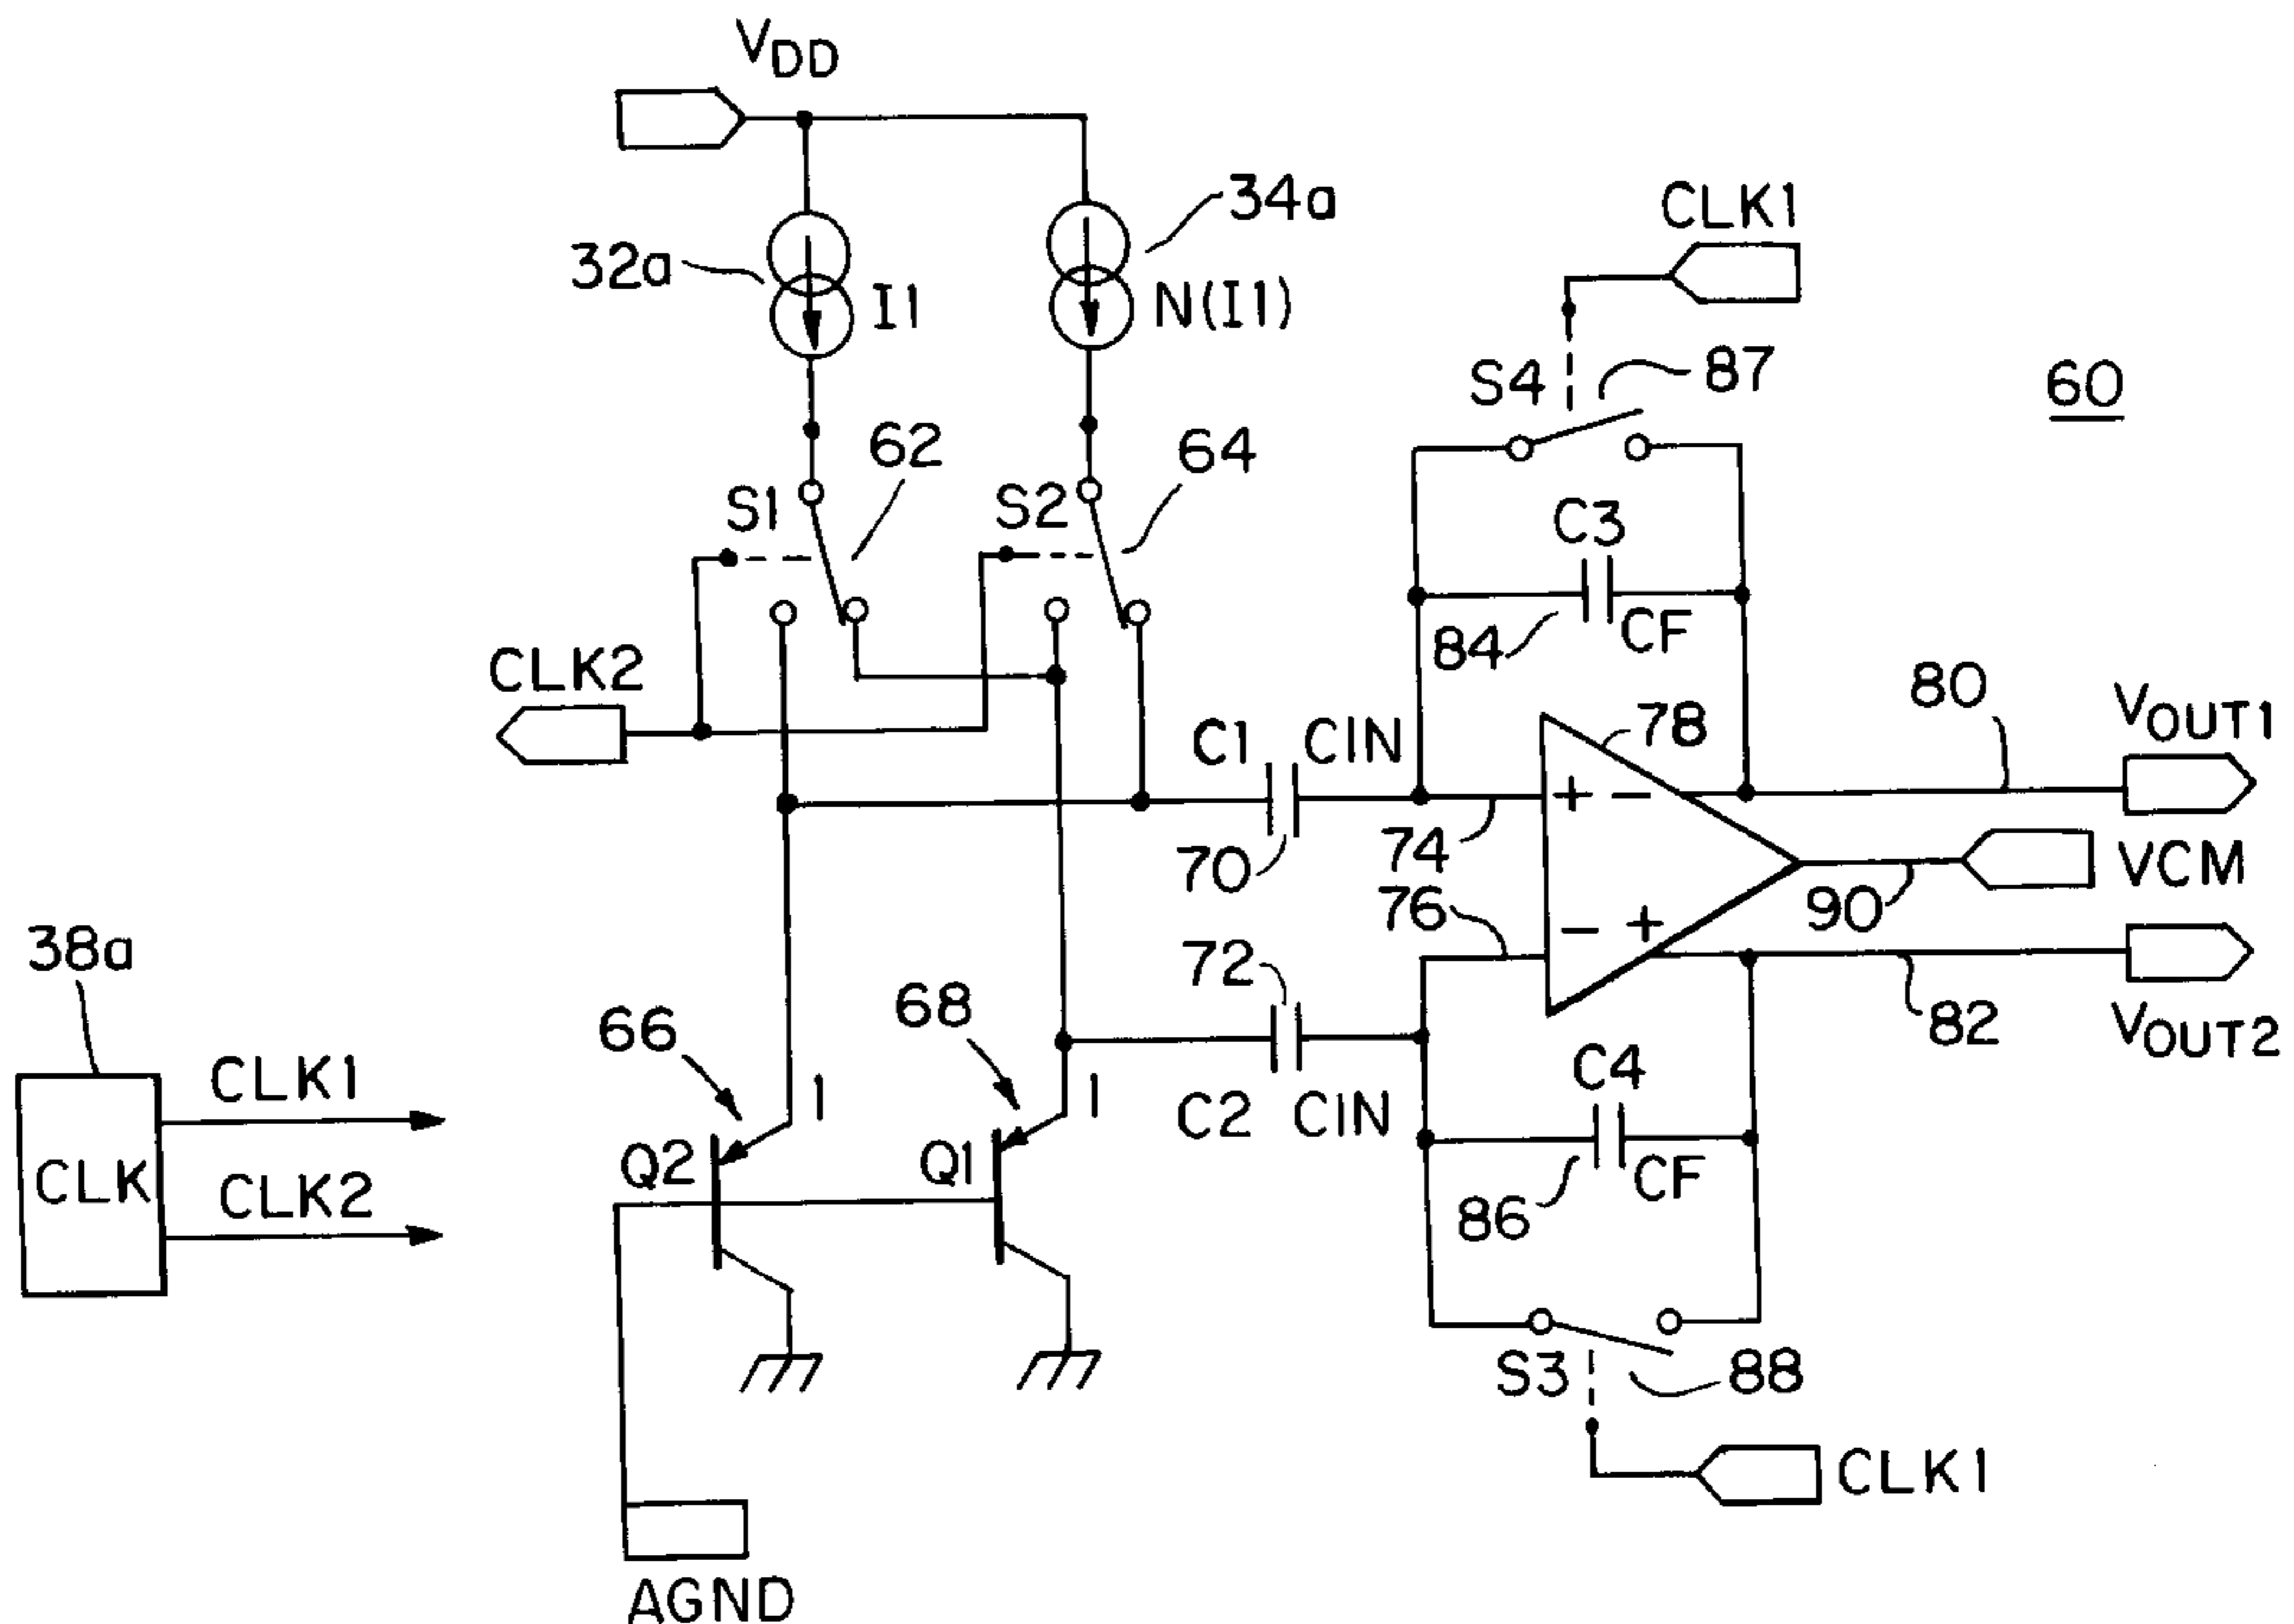 VDD
32a
I1
34a
N(I1)
CLK1
S4
87
60
S1
62
S2
64
C3
84
CF
CLK2
C1
CIN
70
74
76
78
+ -
- +
80
VOUT1
VCM
90
82
VOUT2
38a
CLK
CLK1
CLK2
66
68
72
1
1
Q2
Q1
C2
CIN
C4
86
CF
S3
88
CLK1
AGND